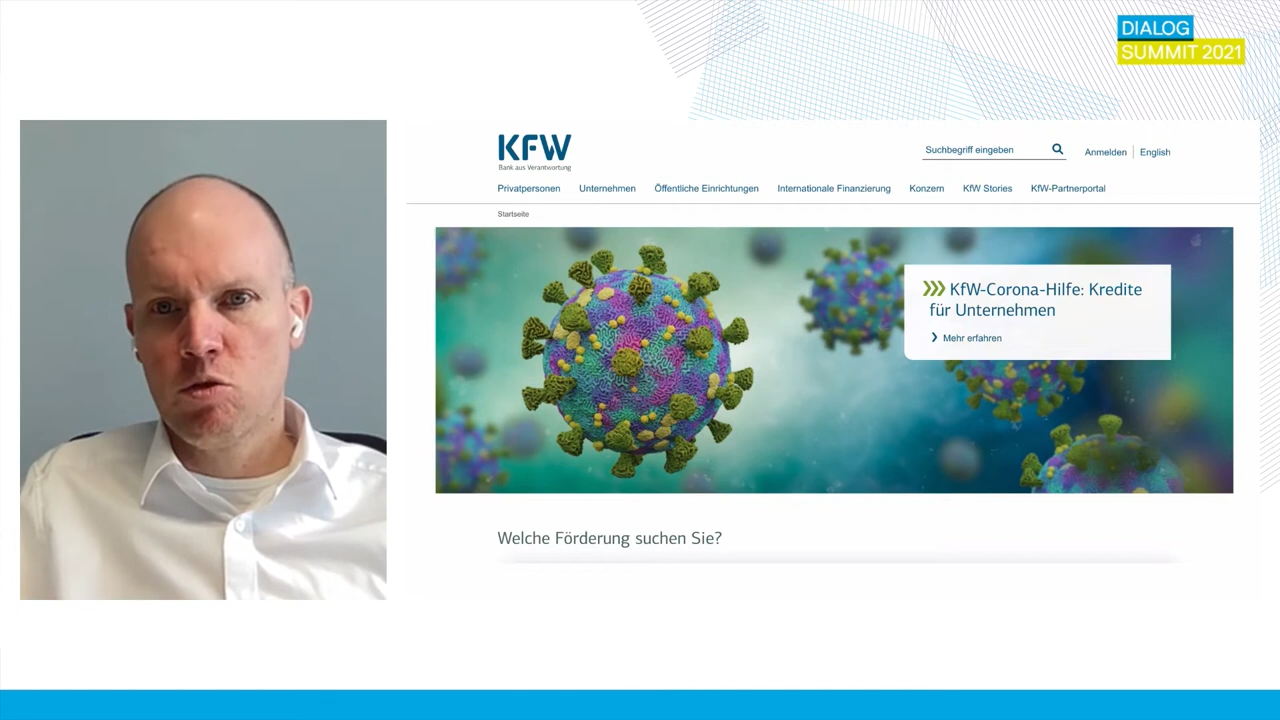 DIALOG
SUMMIT 2021
KFW
Bank aus Verantwortung
Suchbegriff eingeben
Anmelden
English
Privatpersonen
Unternehmen
Öffentliche Einrichtungen
Internationale Finanzierung
Konzern
KfW Stories
KfW-Partnerportal
Startseite
KfW-Corona-Hilfe: Kredite
für Unternehmen
Mehr erfahren
Welche Förderung suchen Sie?